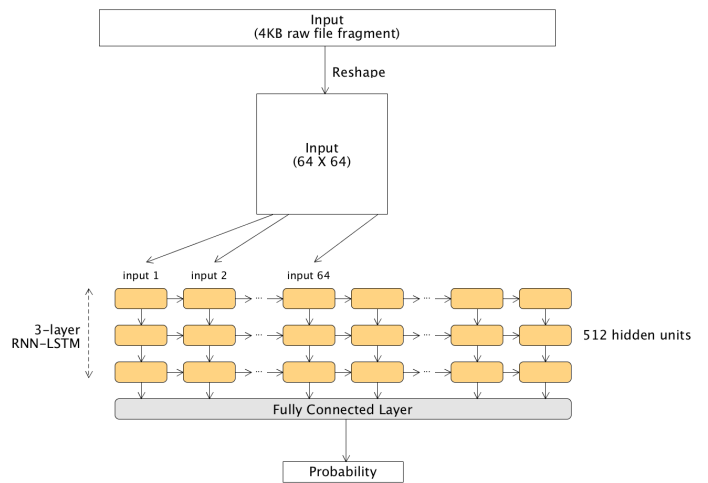 Input
(4KB raw file fragment)
Reshape
Input
(64 X 64)
input 1
input 2
input 64
...
...
3-layer
RNN-LSTM
...
...
512 hidden units
...
...
Fully Connected Layer
Probability